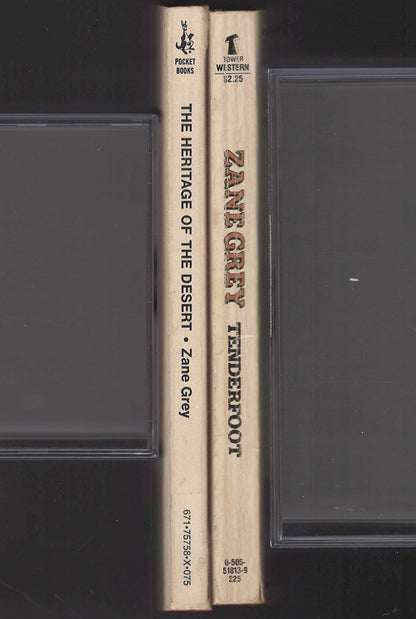 POCKET
BOOKS
THE HERITAGE OF THE DESERT • Zane Grey
671•75758•X•075
TOWER
WESTERN
$2.25
ZANE GREY
TENDERFOOT
0-505-
51813-9
225